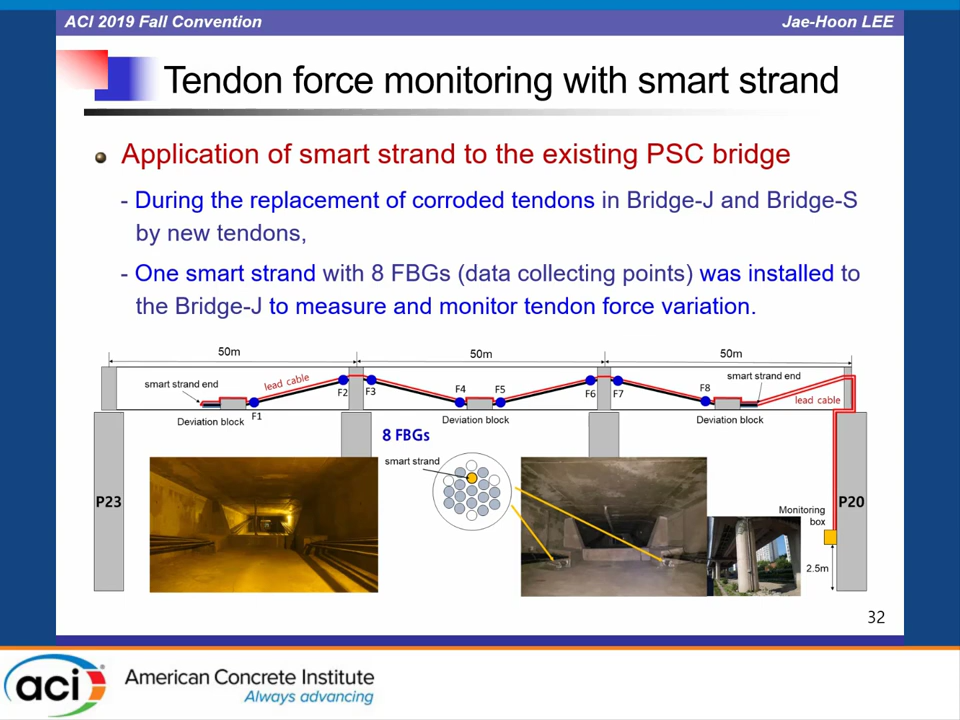 ACI 2019 Fall Convention
Jae-Hoon LEE
Tendon force monitoring with smart strand
Application of smart strand to the existing PSC bridge
- During the replacement of corroded tendons in Bridge-J and Bridge-S
by new tendons,
- One smart strand with 8 FBGs (data collecting points) was installed to
the Bridge-J to measure and monitor tendon force variation.
50m
50m
50m
smart strand end
lead cable
F1
F2
F3
F4
F5
F6
F7
F8
smart strand end
lead cable
Deviation block
Deviation block
Deviation block
8 FBGs
smart strand
P23
P20
Monitoring
box
2.5m
32
aci
American Concrete Institute
Always advancing